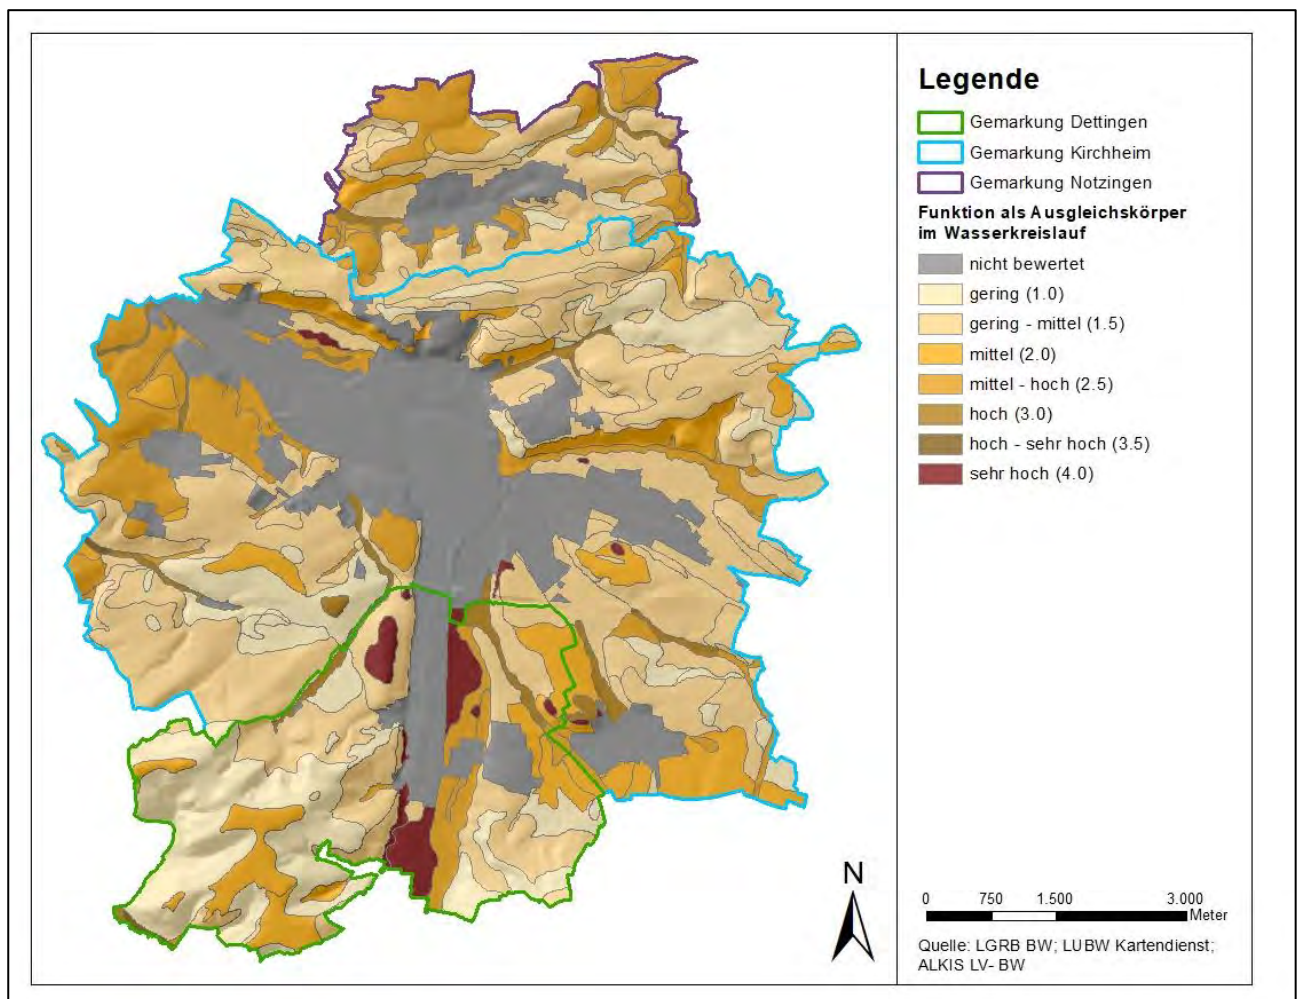 Legende
Gemarkung Dettingen
Gemarkung Kirchheim
Gemarkung Notzingen
Funktion als Ausgleichskörper
im Wasserkreislauf
nicht bewertet
gering (1.0)
gering - mittel (1.5)
mittel (2.0)
mittel - hoch (2.5)
hoch (3.0)
hoch - sehr hoch (3.5)
sehr hoch (4.0)
N
0 750 1.500 3.000
Meter
Quelle: LGRB BW; LUBW Kartendienst;
ALKIS LV- BW